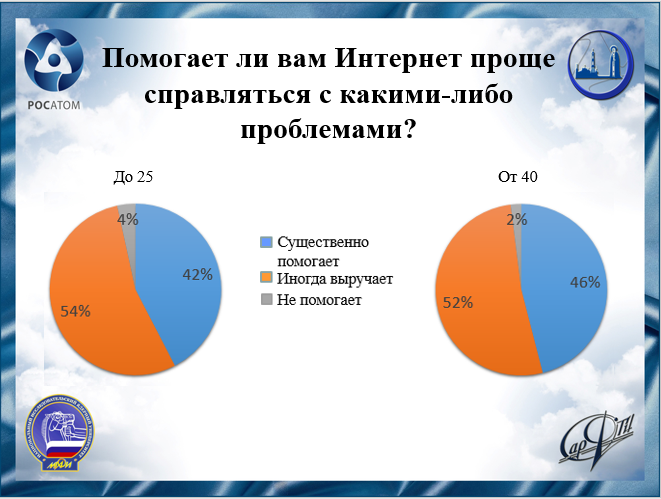 Помогает ли вам Интернет проще
справляться с какими-либо
проблемами?
РОСАТОМ
До 25
От 40
4%
42%
54%
Существенно
помогает
Иногда выручает
Не помогает
2%
46%
52%